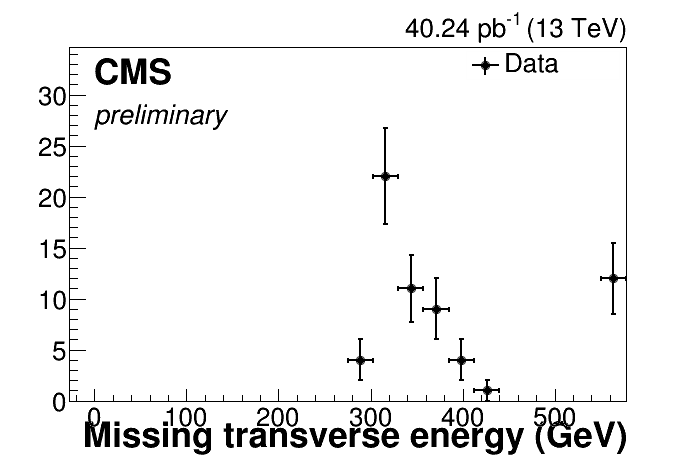 40.24 pb-1 (13 TeV)
CMS
Data
preliminary
30
25
20
15
10
5
0
0 100 200 300 400 500
Missing transverse energy (GeV)